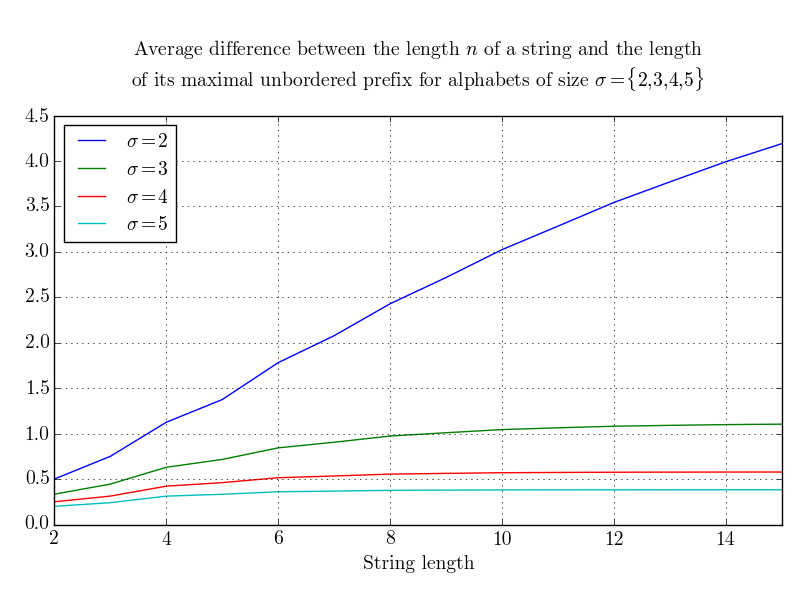 Average difference between the length n of a string and the length
of its maximal unbordered prefix for alphabets of size σ={2,3,4,5}
4.5
4.0
3.5
3.0
2.5
2.0
1.5
1.0
0.5
0.0
σ=2
σ=3
σ=4
σ=5
2 4 6 8 10 12 14
String length